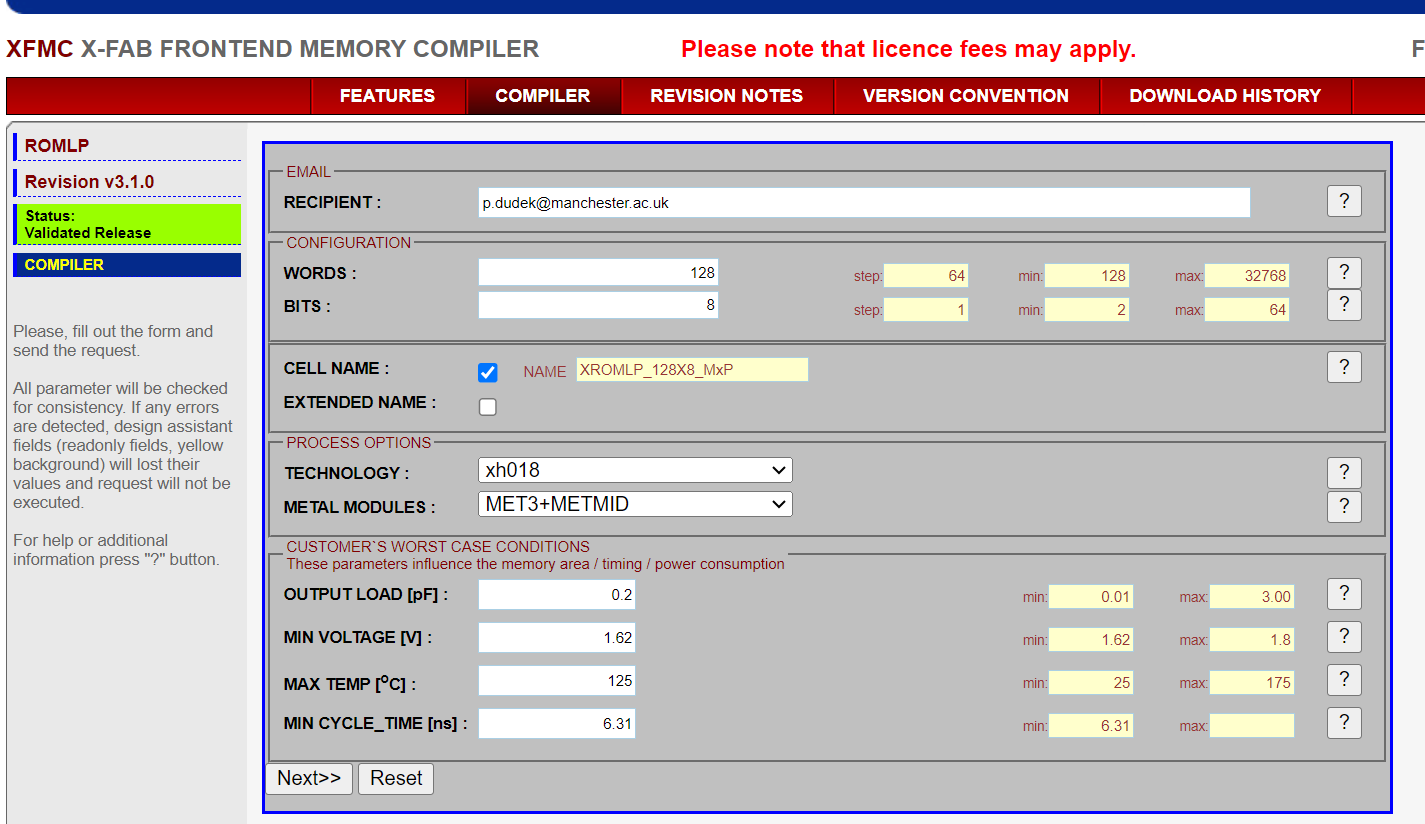 XFMC X-FAB FRONTEND MEMORY COMPILER Please note that licence fees may apply. F
FEATURES COMPILER REVISION NOTES VERSION CONVENTION DOWNLOAD HISTORY
ROMLP
Revision v3.1.0
Status:
Validated Release
COMPILER
Please, fill out the form and
send the request.
All parameter will be checked
for consistency. If any errors
are detected, design assistant
fields (readonly fields, yellow
background) will lost their
values and request will not be
executed.
For help or additional
information press "?" button.
EMAIL
RECIPIENT : p.dudek@manchester.ac.uk ?
CONFIGURATION
WORDS : 128 step: 64 min: 128 max: 32768 ?
BITS : 8 step: 1 min: 2 max: 64 ?
CELL NAME : NAME XROMLP_128X8_MxP ?
EXTENDED NAME :
PROCESS OPTIONS
TECHNOLOGY : xh018 ?
METAL MODULES : MET3+METMID ?
CUSTOMER`S WORST CASE CONDITIONS
These parameters influence the memory area / timing / power consumption
OUTPUT LOAD [pF] : 0.2 min: 0.01 max: 3.00 ?
MIN VOLTAGE [V] : 1.62 min: 1.62 max: 1.8 ?
MAX TEMP [oC] : 125 min: 25 max: 175 ?
MIN CYCLE_TIME [ns] : 6.31 min: 6.31 max: ?
Next>> Reset